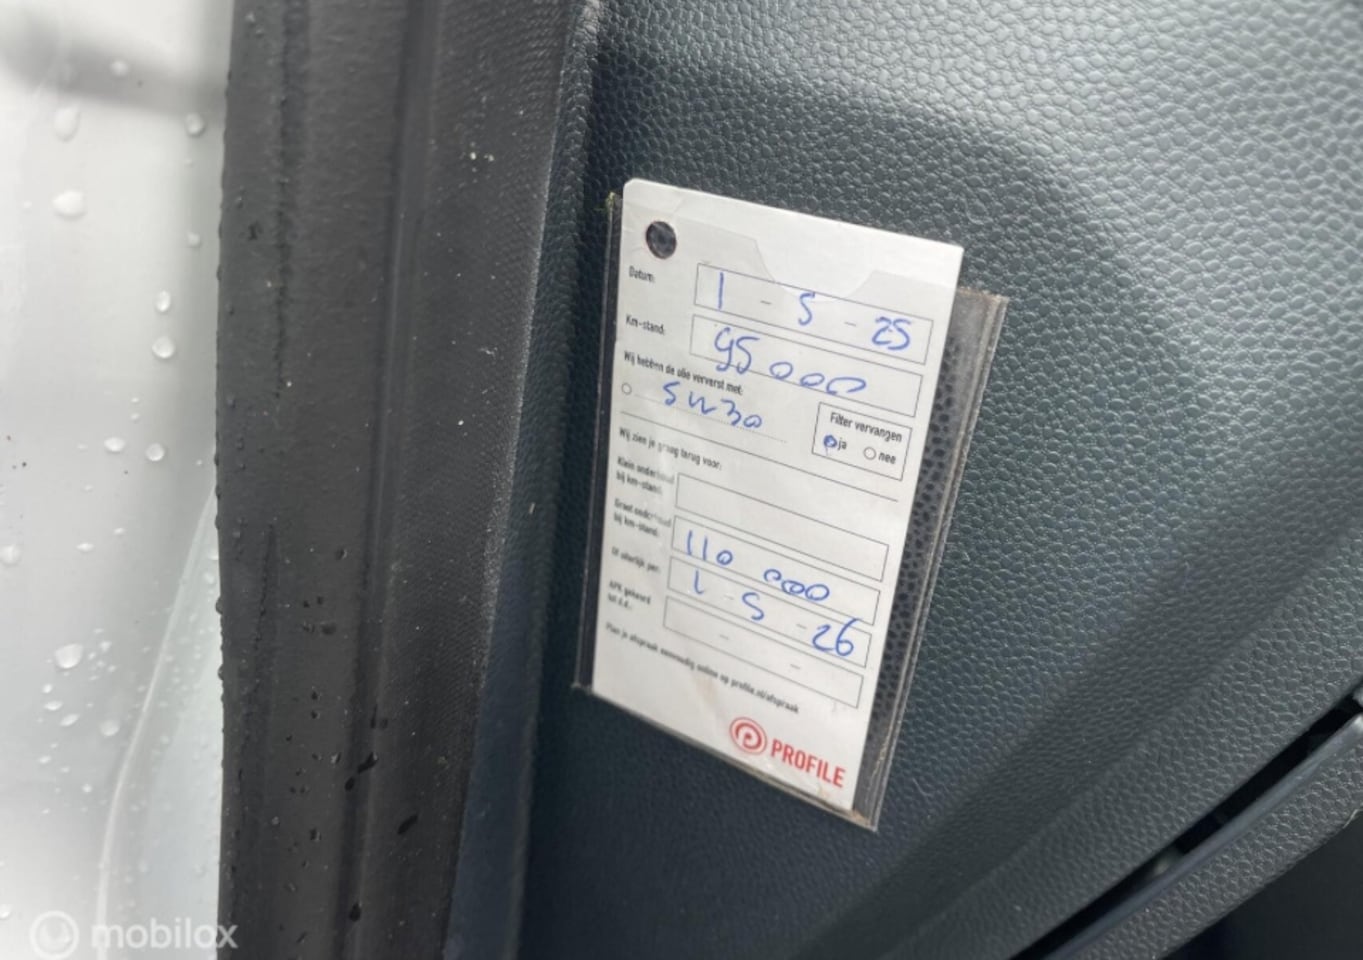 Datum: 1 - 5 - 25
Km-stand: 95000
Wij hebben de olie ververst met:
5W30
Filter vervangen
ja nee
Wij zien je graag terug voor:
Klein onderhoud
bij km-stand:
Groot onderhoud
bij km-stand: 110 000
Of uiterlijk per: 1 - 5 - 26
APK gekeurd
tot d.d.: - -
Plan je afspraak eenvoudig online op profile.nl/afspraak
PROFILE
mobilox